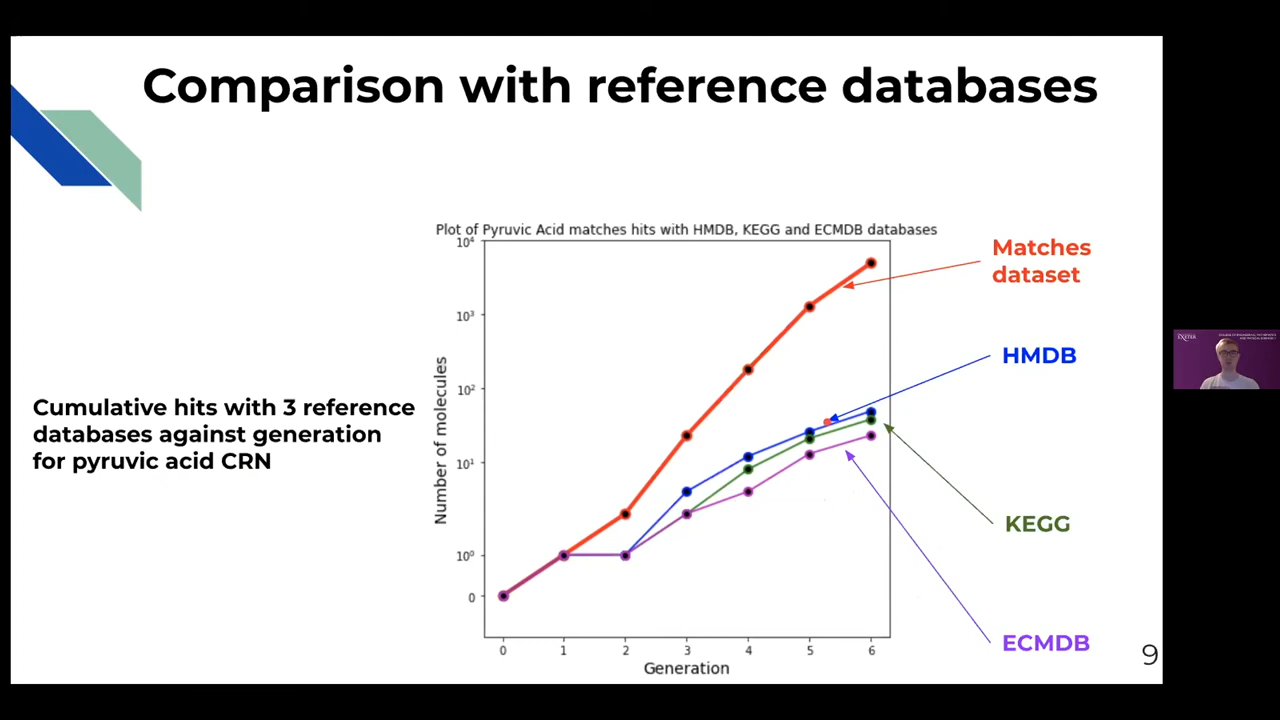 Comparison with reference databases
Plot of Pyruvic Acid matches hits with HMDB, KEGG and ECMDB databases
Cumulative hits with 3 reference
databases against generation
for pyruvic acid CRN
Number of molecules
10⁴
10³
10²
10¹
10⁰
0
0 1 2 3 4 5 6
Generation
Matches
dataset
HMDB
KEGG
ECMDB
9